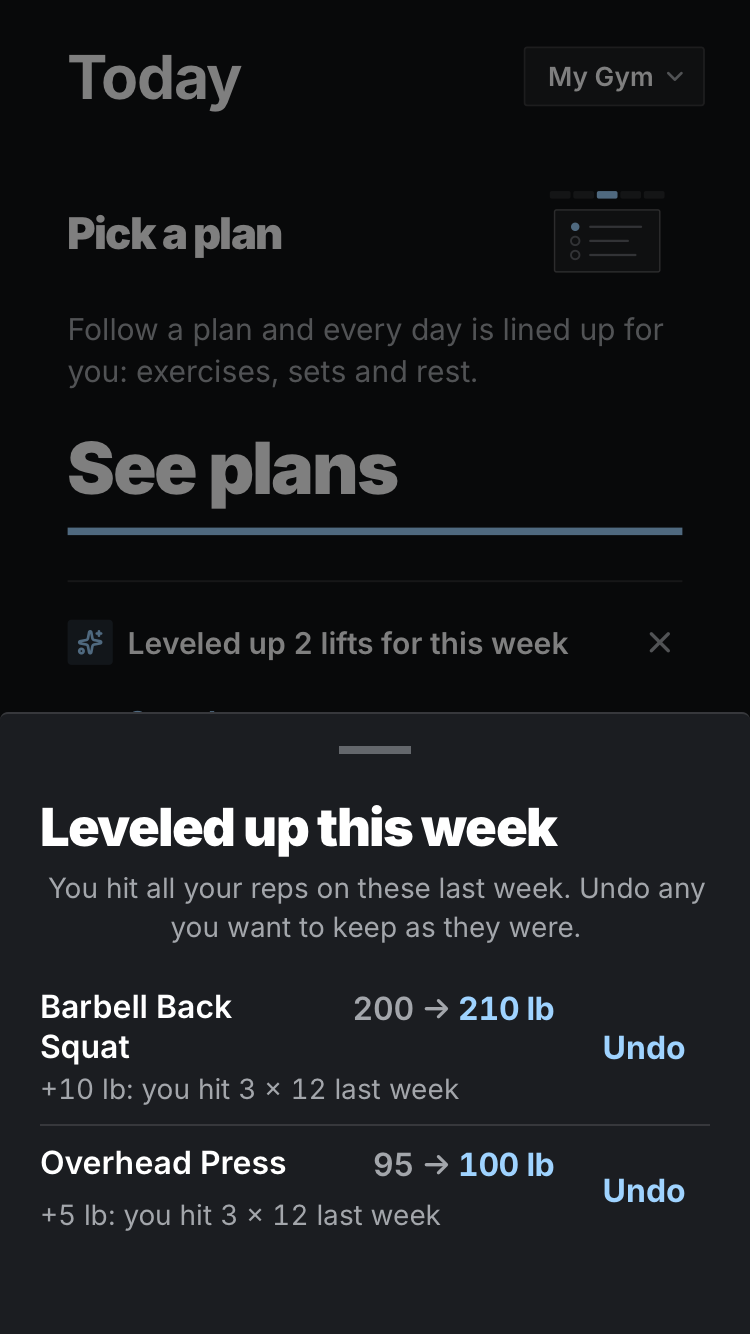 Today
My Gym
Pick a plan
Follow a plan and every day is lined up for
you: exercises, sets and rest.
See plans
Leveled up 2 lifts for this week
Leveled up this week
You hit all your reps on these last week. Undo any
you want to keep as they were.
Barbell Back
Squat
200 → 210 lb
Undo
+10 lb: you hit 3 × 12 last week
Overhead Press
95 → 100 lb
Undo
+5 lb: you hit 3 × 12 last week